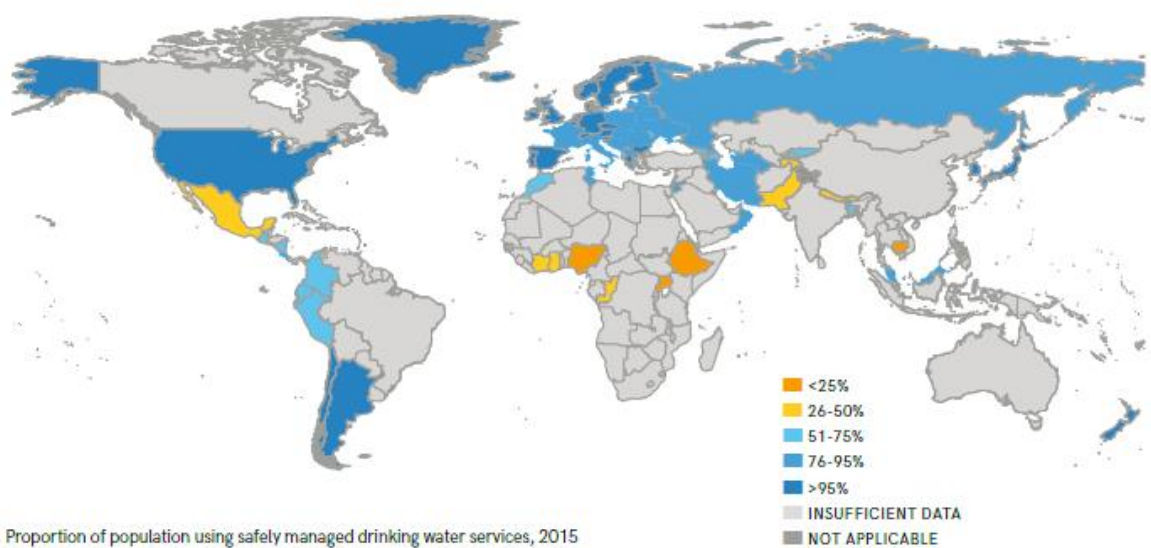 <25%
26-50%
51-75%
76-95%
>95%
INSUFFICIENT DATA
NOT APPLICABLE
Proportion of population using safely managed drinking water services, 2015